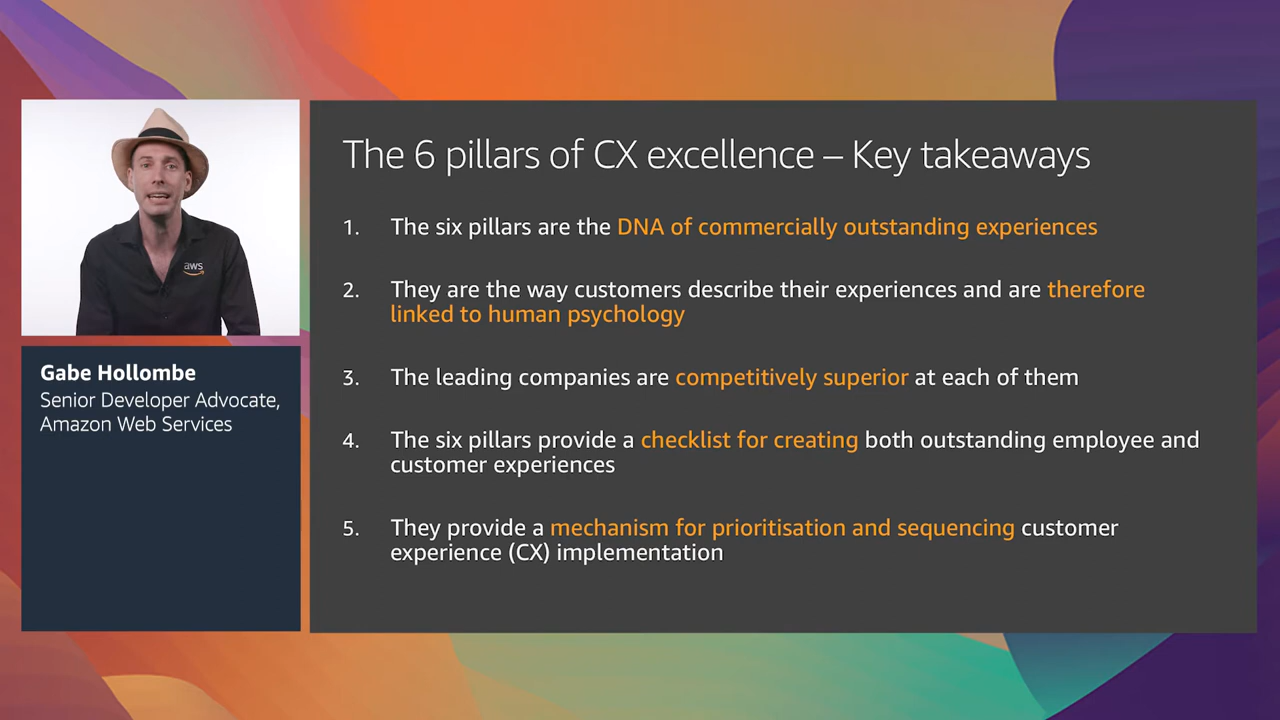 The 6 pillars of CX excellence – Key takeaways
1. The six pillars are the DNA of commercially outstanding experiences
2. They are the way customers describe their experiences and are therefore
linked to human psychology
3. The leading companies are competitively superior at each of them
4. The six pillars provide a checklist for creating both outstanding employee and
customer experiences
5. They provide a mechanism for prioritisation and sequencing customer
experience (CX) implementation
aws
Gabe Hollombe
Senior Developer Advocate,
Amazon Web Services